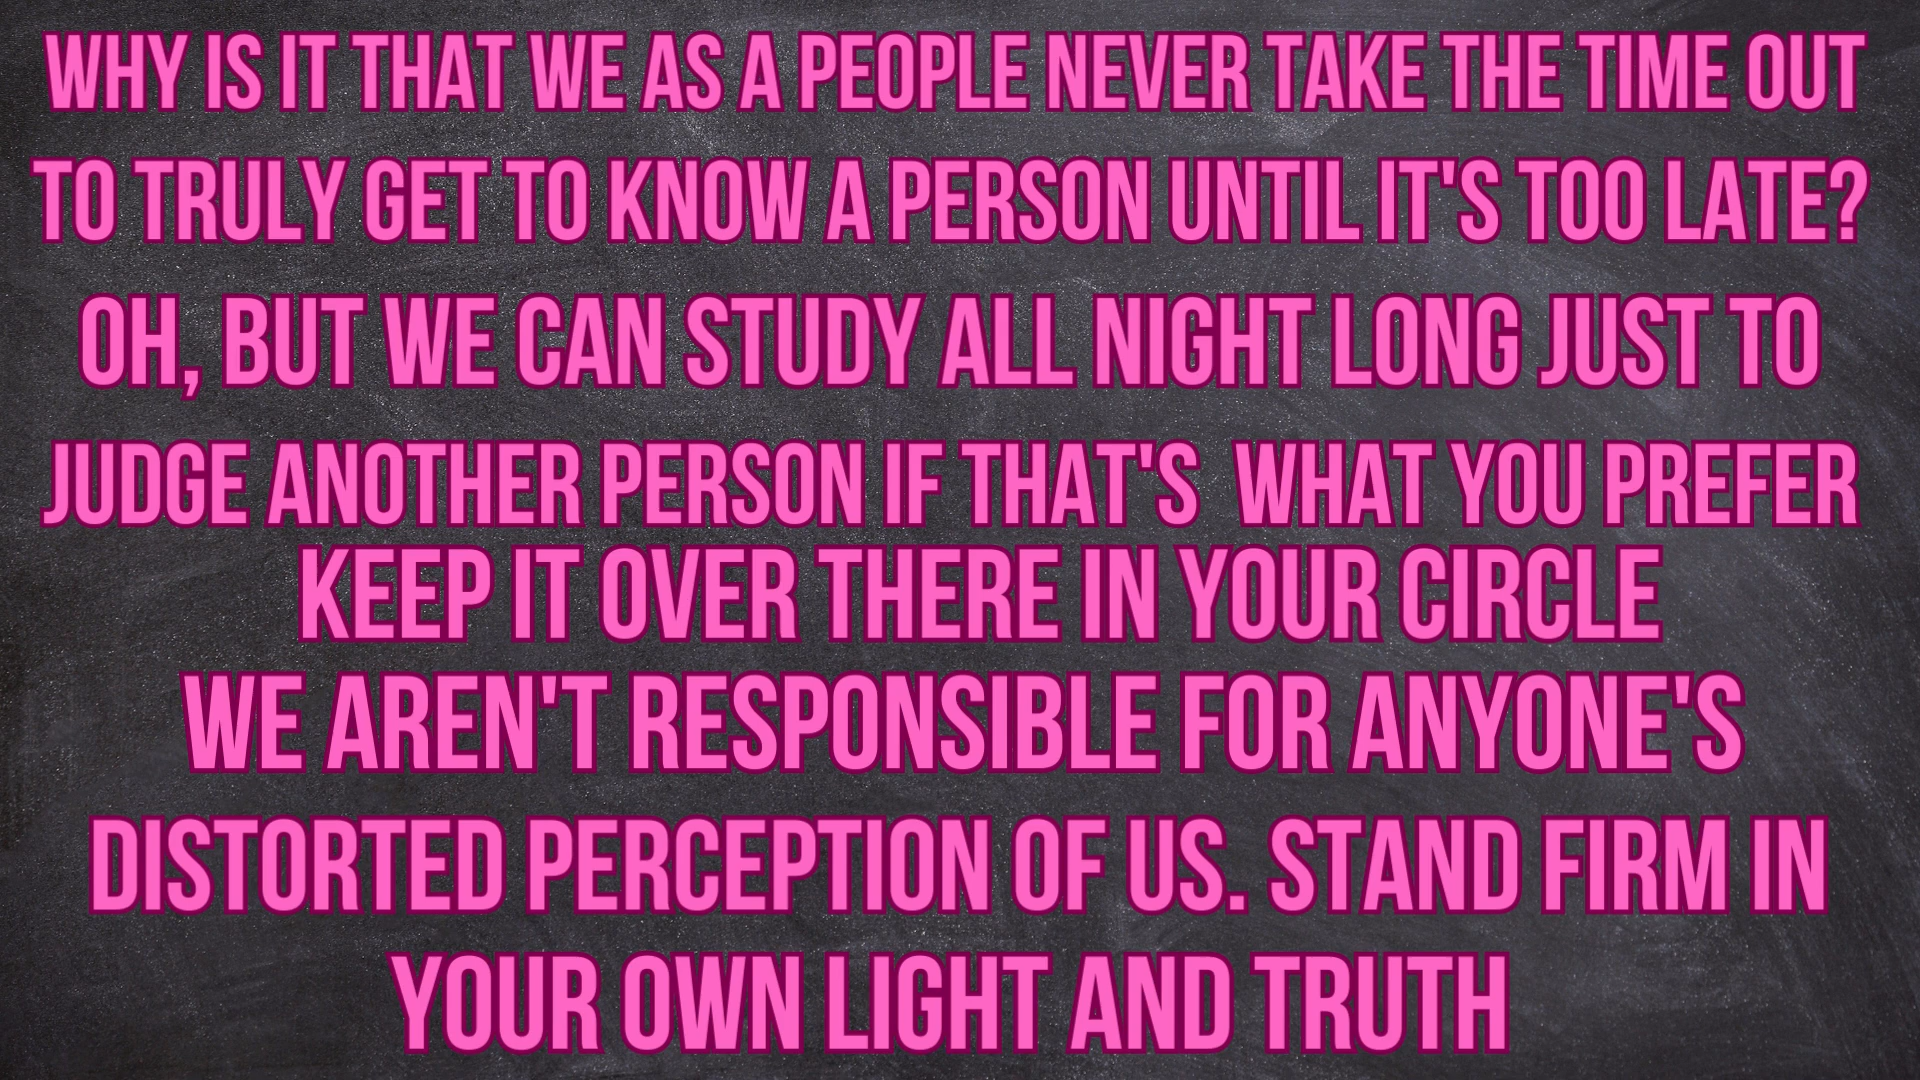 WHY IS IT THAT WE AS A PEOPLE NEVER TAKE THE TIME OUT
TO TRULY GET TO KNOW A PERSON UNTIL IT'S TOO LATE?
OH, BUT WE CAN STUDY ALL NIGHT LONG JUST TO
JUDGE ANOTHER PERSON IF THAT'S  WHAT YOU PREFER
KEEP IT OVER THERE IN YOUR CIRCLE
WE AREN'T RESPONSIBLE FOR ANYONE'S
DISTORTED PERCEPTION OF US. STAND FIRM IN
YOUR OWN LIGHT AND TRUTH